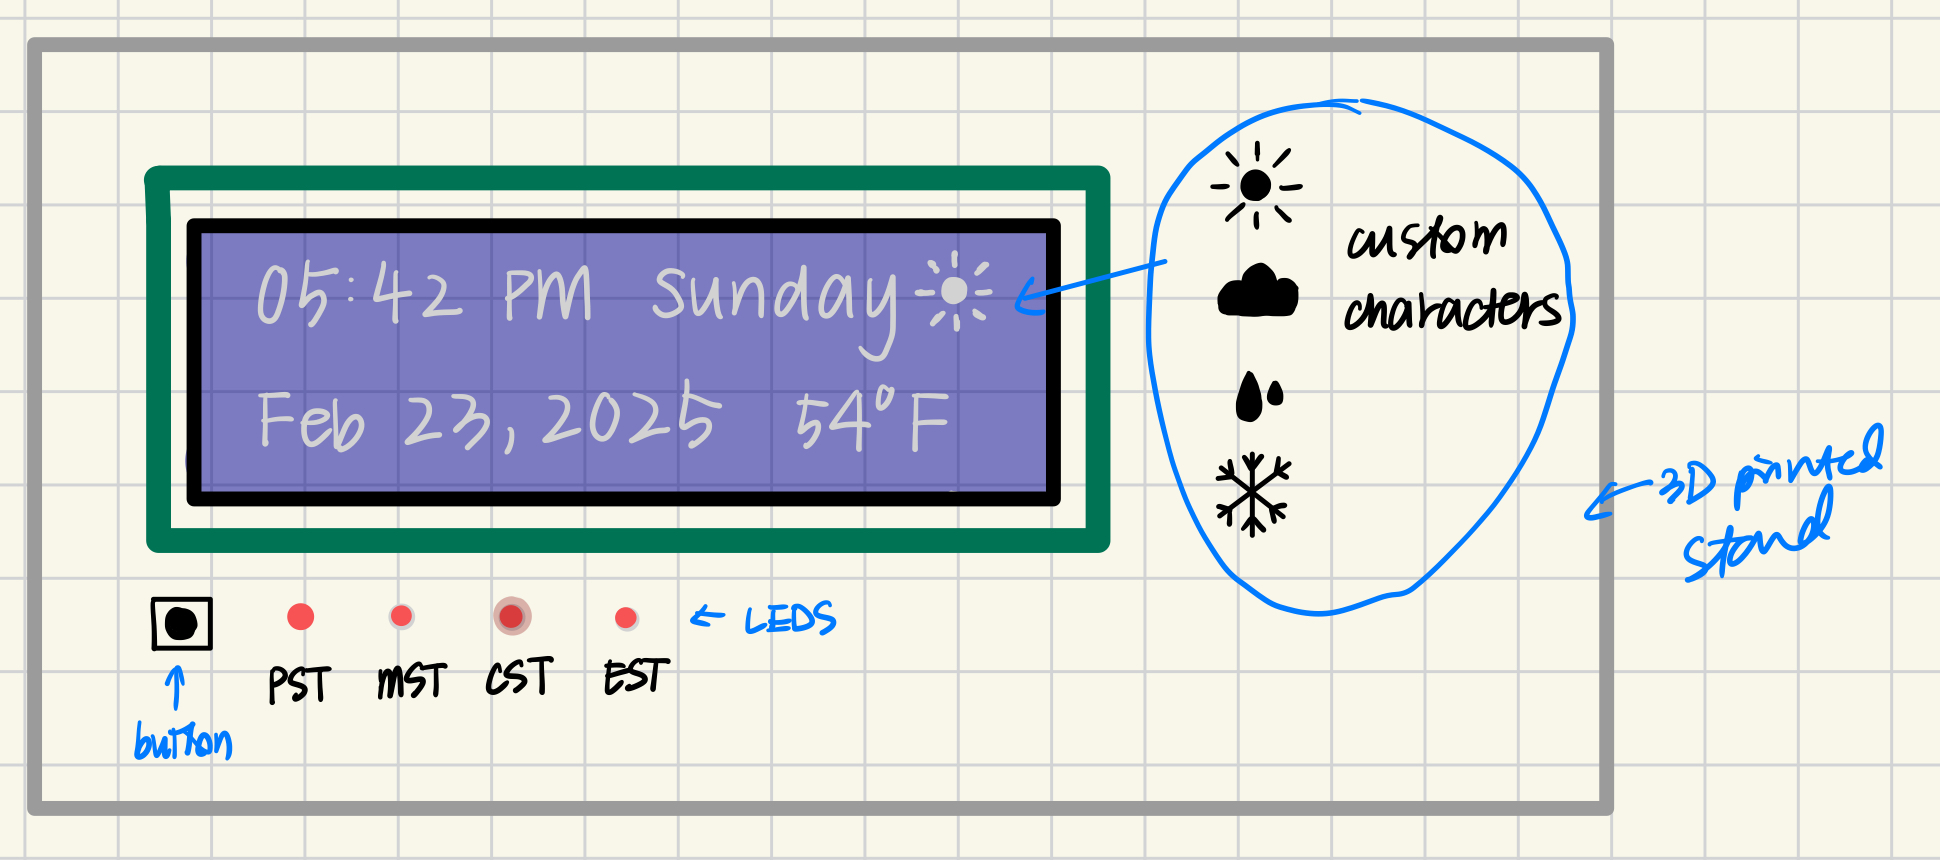 05:42 PM Sunday
Feb 23, 2025 54°F
custom
characters
3D printed
stand
← LEDS
PST MST CST EST
button